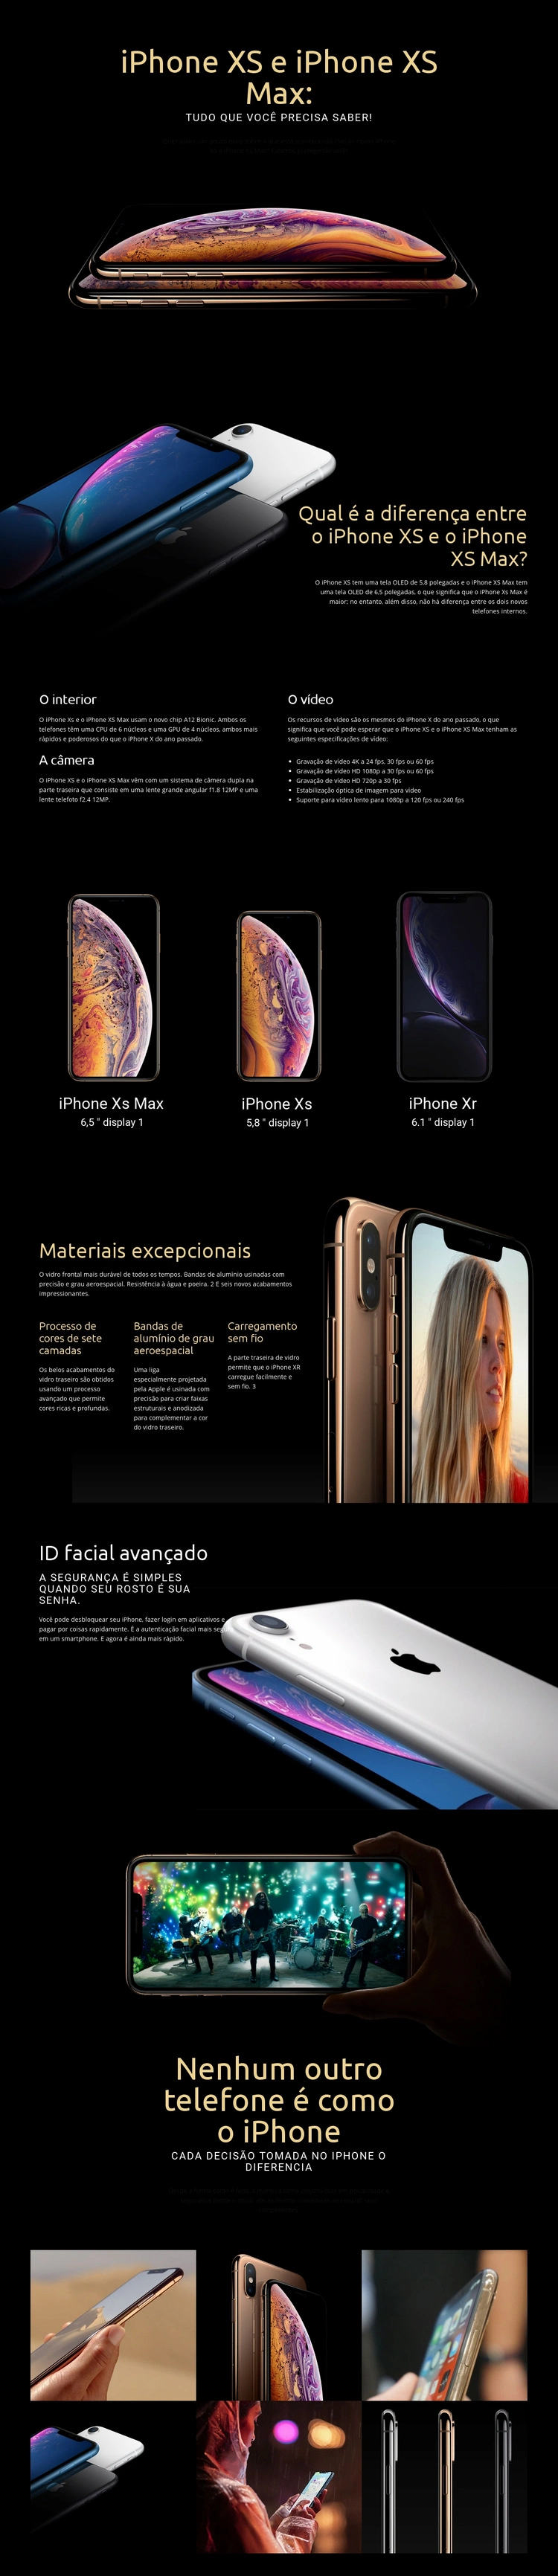 iPhone XS e iPhone XS
Max:
TUDO QUE VOCÊ PRECISA SABER!
Qual é a diferença entre
o iPhone XS e o iPhone
XS Max?
O iPhone XS tem uma tela OLED de 5,8 polegadas e o iPhone XS Max tem
uma tela OLED de 6,5 polegadas, o que significa que o iPhone Xs Max é
maior; no entanto, além disso, não há diferença entre os dois novos
telefones internos.
O interior
O iPhone Xs e o iPhone XS Max usam o novo chip A12 Bionic. Ambos os
telefones têm uma CPU de 6 núcleos e uma GPU de 4 núcleos, ambos mais
rápidos e poderosos do que o iPhone X do ano passado.
A câmera
O iPhone XS e o iPhone XS Max vêm com um sistema de câmera dupla na
parte traseira que consiste em uma lente grande angular f1.8 12MP e uma
lente telefoto f2.4 12MP.
O vídeo
Os recursos de vídeo são os mesmos do iPhone X do ano passado, o que
significa que você pode esperar que o iPhone XS e o iPhone XS Max tenham as
seguintes especificações de vídeo:
• Gravação de vídeo 4K a 24 fps, 30 fps ou 60 fps
• Gravação de vídeo HD 1080p a 30 fps ou 60 fps
• Gravação de vídeo HD 720p a 30 fps
• Estabilização óptica de imagem para vídeo
• Suporte para vídeo lento para 1080p a 120 fps ou 240 fps
iPhone Xs Max
6,5 " display 1
iPhone Xs
5,8 " display 1
iPhone Xr
6.1 " display 1
Materiais excepcionais
O vidro frontal mais durável de todos os tempos. Bandas de alumínio usinadas com
precisão e grau aeroespacial. Resistência à água e poeira. 2 E seis novos acabamentos
impressionantes.
Processo de
cores de sete
camadas
Os belos acabamentos do
vidro traseiro são obtidos
usando um processo
avançado que permite
cores ricas e profundas.
Bandas de
alumínio de grau
aeroespacial
Uma liga
especialmente projetada
pela Apple é usinada com
precisão para criar faixas
estruturais e anodizada
para complementar a cor
do vidro traseiro.
Carregamento
sem fio
A parte traseira de vidro
permite que o iPhone XR
carregue facilmente e
sem fio. 3
ID facial avançado
A SEGURANÇA É SIMPLES
QUANDO SEU ROSTO É SUA
SENHA.
Você pode desbloquear seu iPhone, fazer login em aplicativos e
pagar por coisas rapidamente. É a autenticação facial mais
em um smartphone. E agora é ainda mais rápido.
Nenhum outro
telefone é como
o iPhone
CADA DECISÃO TOMADA NO IPHONE O
DIFERENCIA